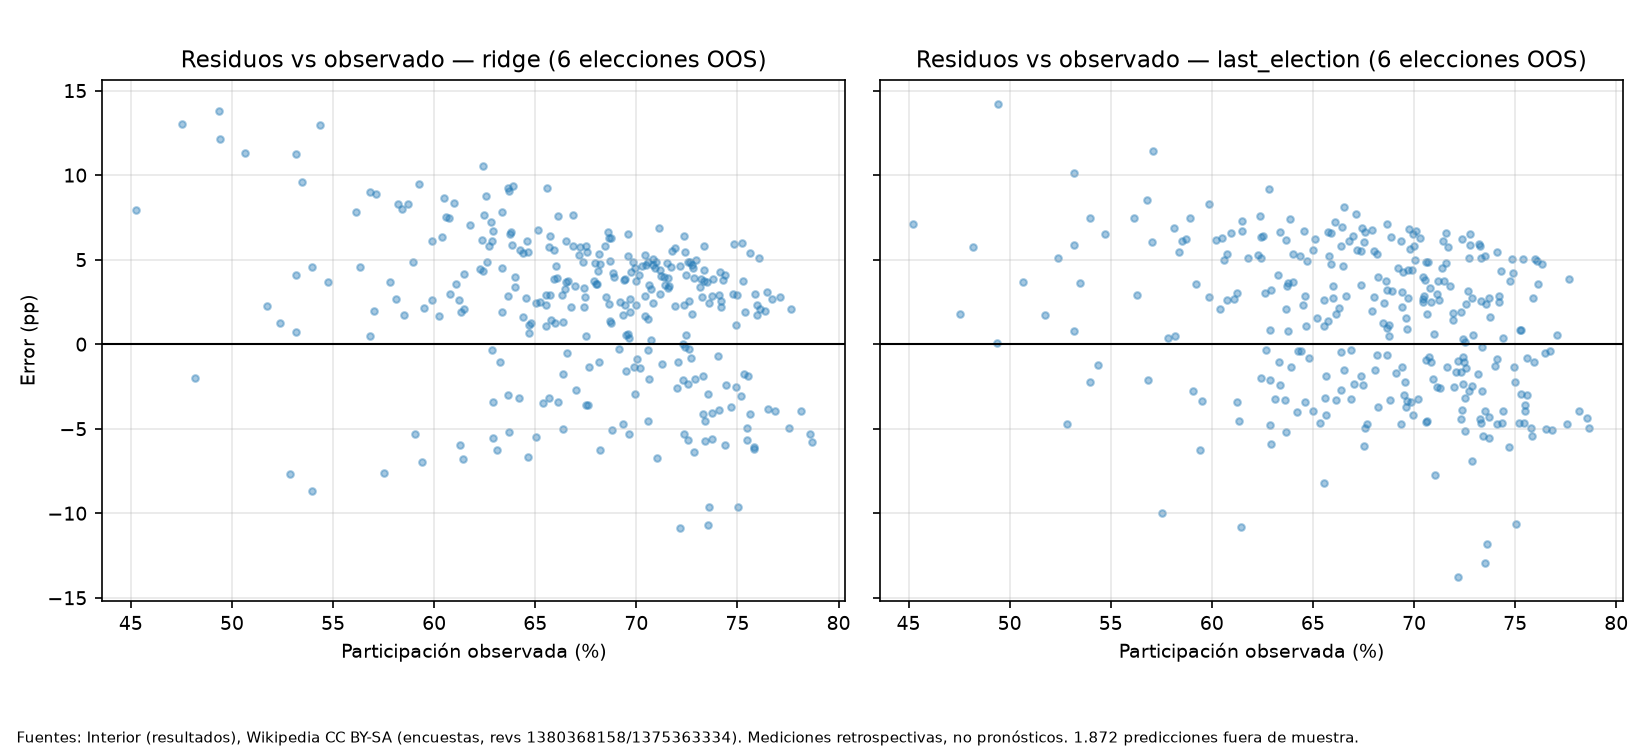 Residuos vs observado — ridge (6 elecciones OOS)
Residuos vs observado — last_election (6 elecciones OOS)
15
10
5
0
−5
−10
−15
Error (pp)
45 50 55 60 65 70 75 80
45 50 55 60 65 70 75 80
Participación observada (%)
Participación observada (%)
Fuentes: Interior (resultados), Wikipedia CC BY-SA (encuestas, revs 1380368158/1375363334). Mediciones retrospectivas, no pronósticos. 1.872 predicciones fuera de muestra.